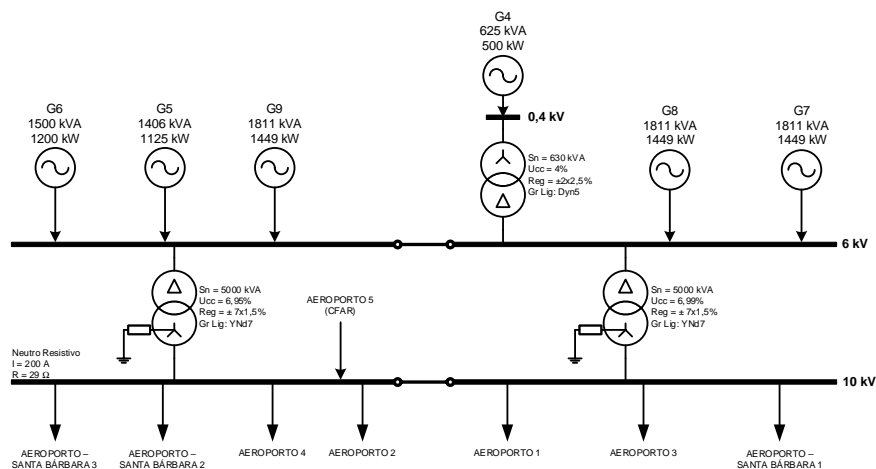 G4
625 kVA
500 kW
G6
1500 kVA
1200 kW
G5
1406 kVA
1125 kW
G9
1811 kVA
1449 kW
0,4 kV
G8
1811 kVA
1449 kW
G7
1811 kVA
1449 kW
Sn = 630 kVA
Ucc = 4%
Reg = ±2x2,5%
Gr Lig: Dyn5
6 kV
Sn = 5000 kVA
Ucc = 6,95%
Reg = ± 7x1,5%
Gr Lig: YNd7
AEROPORTO 5
(CFAR)
Sn = 5000 kVA
Ucc = 6,99%
Reg = ± 7x1,5%
Gr Lig: YNd7
Neutro Resistivo
I = 200 A
R = 29 Ω
10 kV
AEROPORTO –
SANTA BÁRBARA 3
AEROPORTO –
SANTA BÁRBARA 2
AEROPORTO 4
AEROPORTO 2
AEROPORTO 1
AEROPORTO 3
AEROPORTO –
SANTA BÁRBARA 1